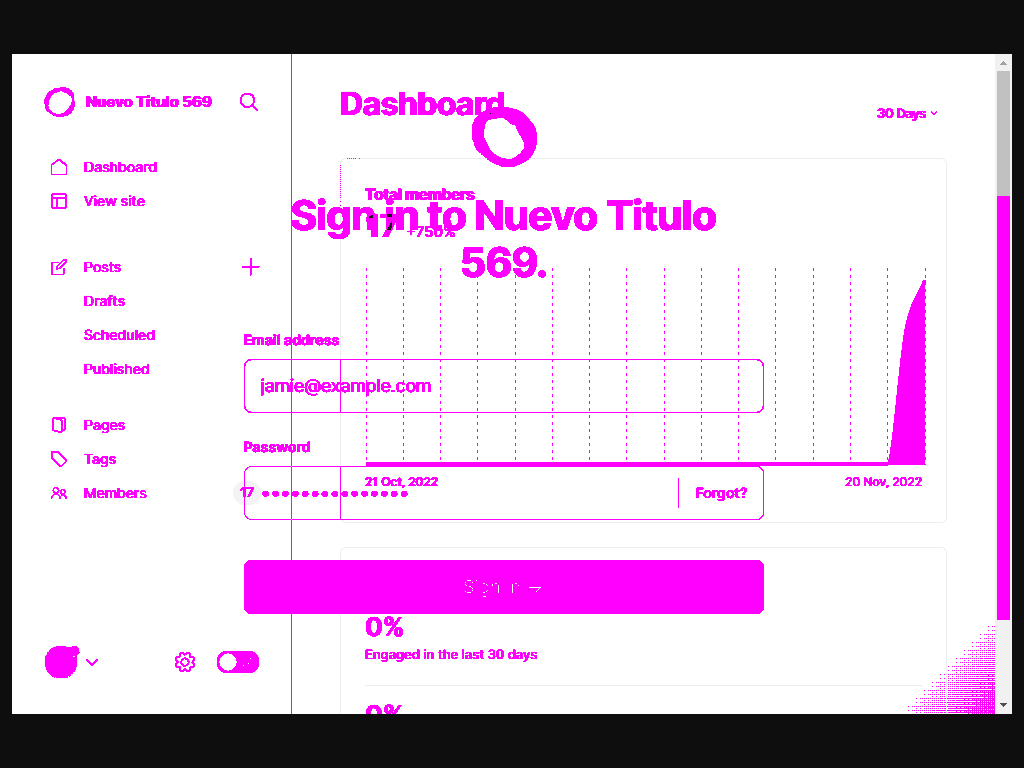 Nuevo Titulo 569
Dashboard
30 Days
Dashboard
View site
Total members
17 +750%
Sign in to Nuevo Titulo
569.
Posts
Drafts
Scheduled
Published
Email address
jamie@example.com
Pages
Tags
Members
17
Password
Forgot?
21 Oct, 2022
20 Nov, 2022
Sign in →
0%
Engaged in the last 30 days
0%